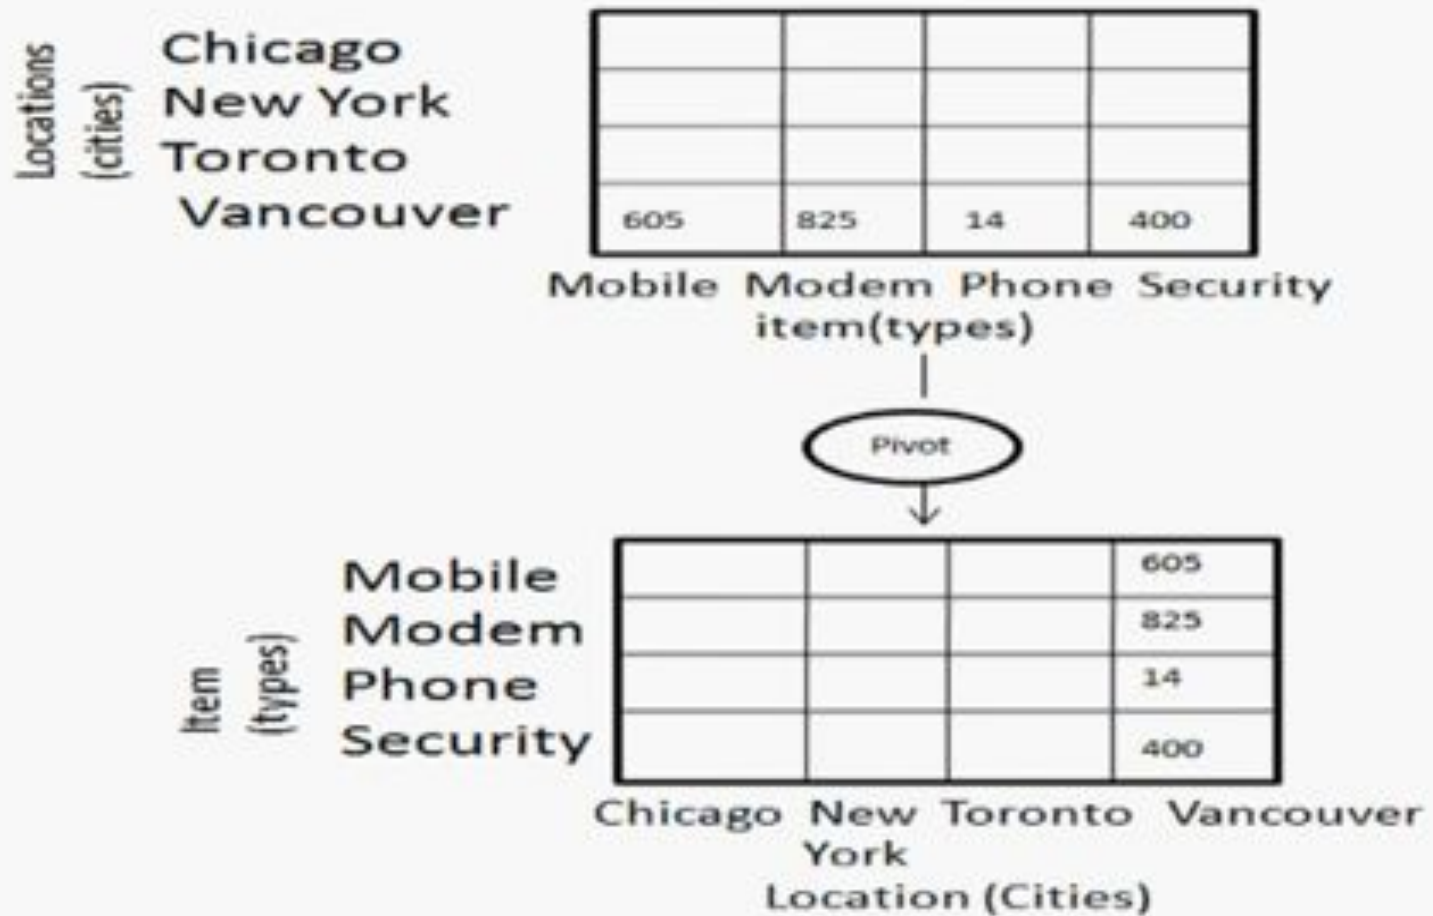 Locations
(cities)
Chicago
New York
Toronto
Vancouver
605 825 14 400
Mobile Modem Phone Security
item(types)
Pivot
Item
(types)
Mobile
Modem
Phone
Security
605
825
14
400
Chicago New Toronto Vancouver
York
Location (Cities)